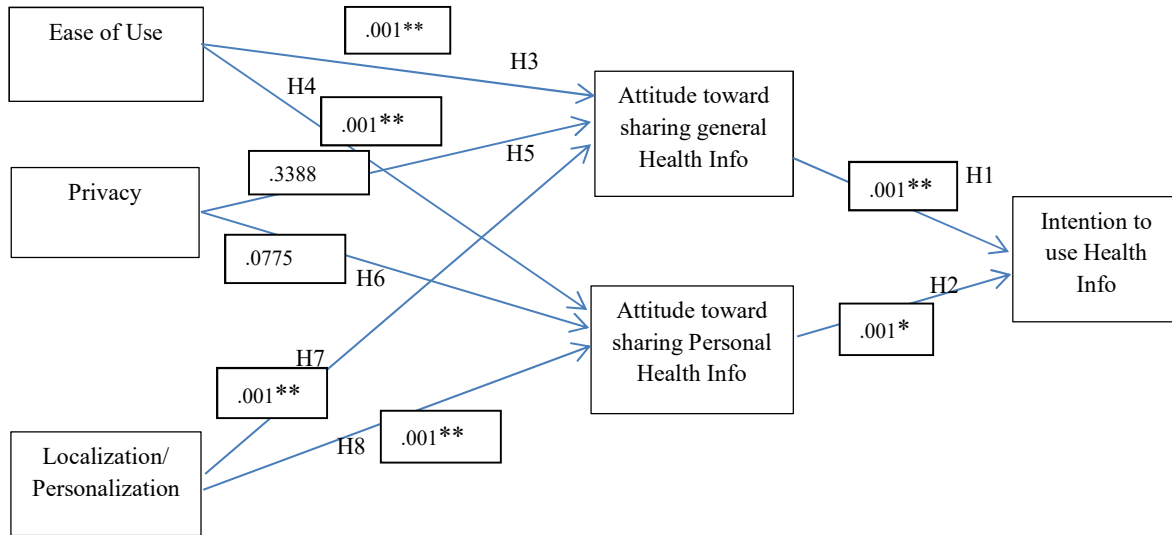 Ease of Use
.001**
H3
H4
.001**
Attitude toward
sharing general
Health Info
.3388
H5
Privacy
.001**
H1
.0775
H6
Intention to
use Health
Info
Attitude toward
sharing Personal
Health Info
H2
.001*
H7
.001**
.001**
H8
Localization/
Personalization